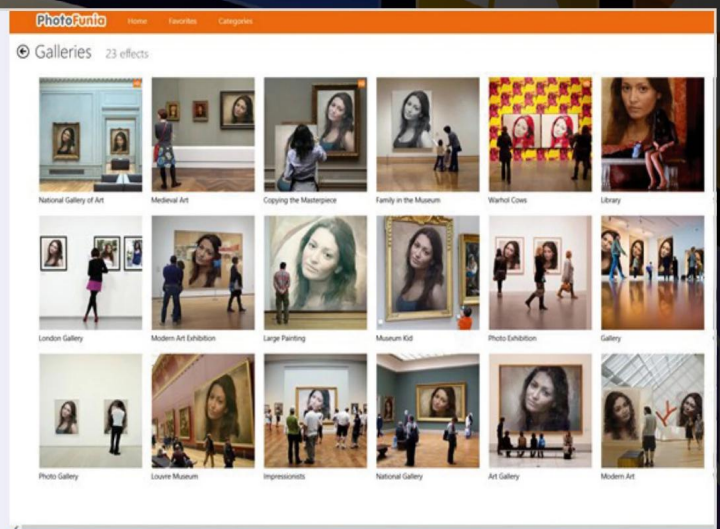 PhotoFunia Home Favorites Categories
Galleries 23 effects
National Gallery of Art Medieval Art Copying the Masterpiece Family in the Museum Warhol Cows Library
London Gallery Modern Art Exhibition Large Painting Museum Kid Photo Exhibition Gallery
Photo Gallery Louvre Museum Impressionists National Gallery Art Gallery Modern Art